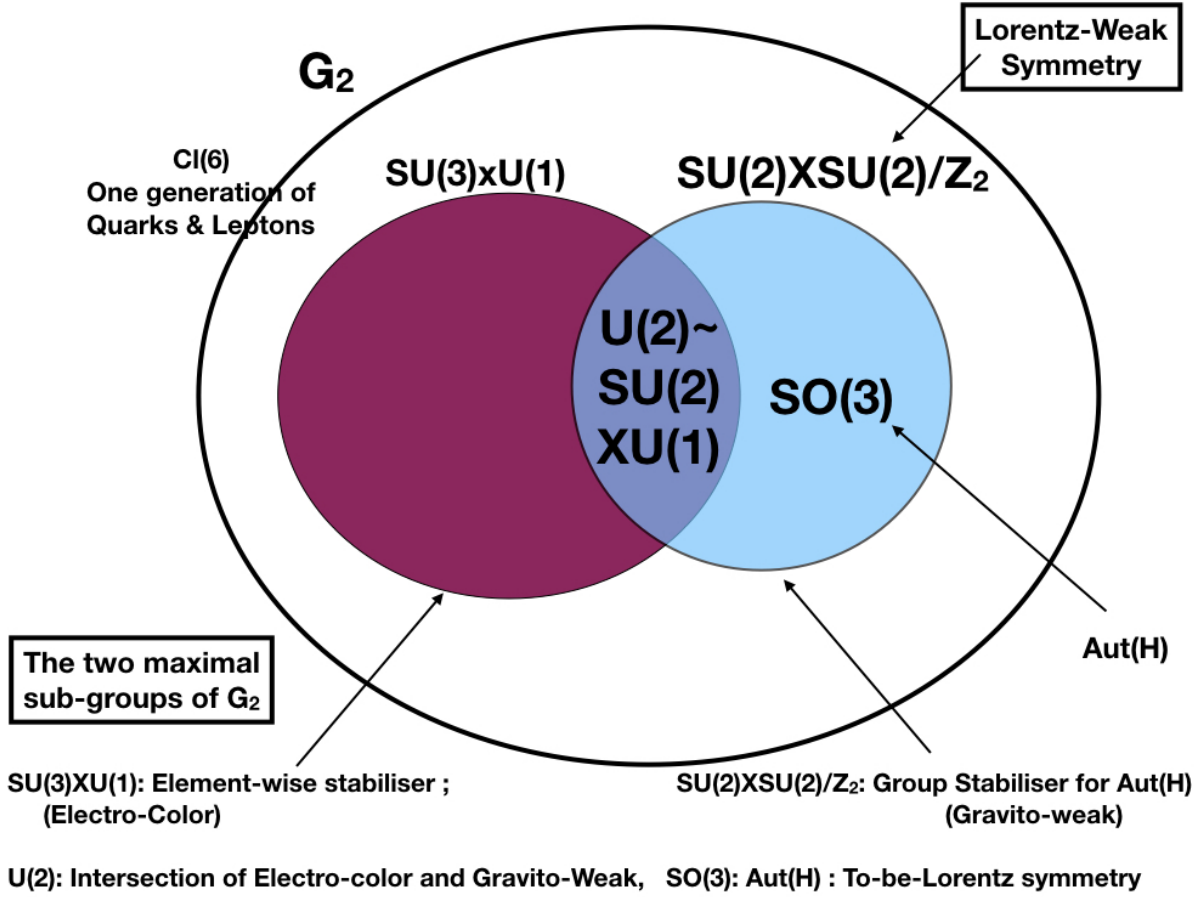 Lorentz-Weak
Symmetry
G₂
Cl(6)
One generation of
Quarks & Leptons
SU(3)xU(1)
SU(2)XSU(2)/Z₂
U(2)~
SU(2)
XU(1)
SO(3)
Aut(H)
The two maximal
sub-groups of G₂
SU(3)XU(1): Element-wise stabiliser ;
(Electro-Color)
SU(2)XSU(2)/Z₂: Group Stabiliser for Aut(H)
(Gravito-weak)
U(2): Intersection of Electro-color and Gravito-Weak, SO(3): Aut(H) : To-be-Lorentz symmetry